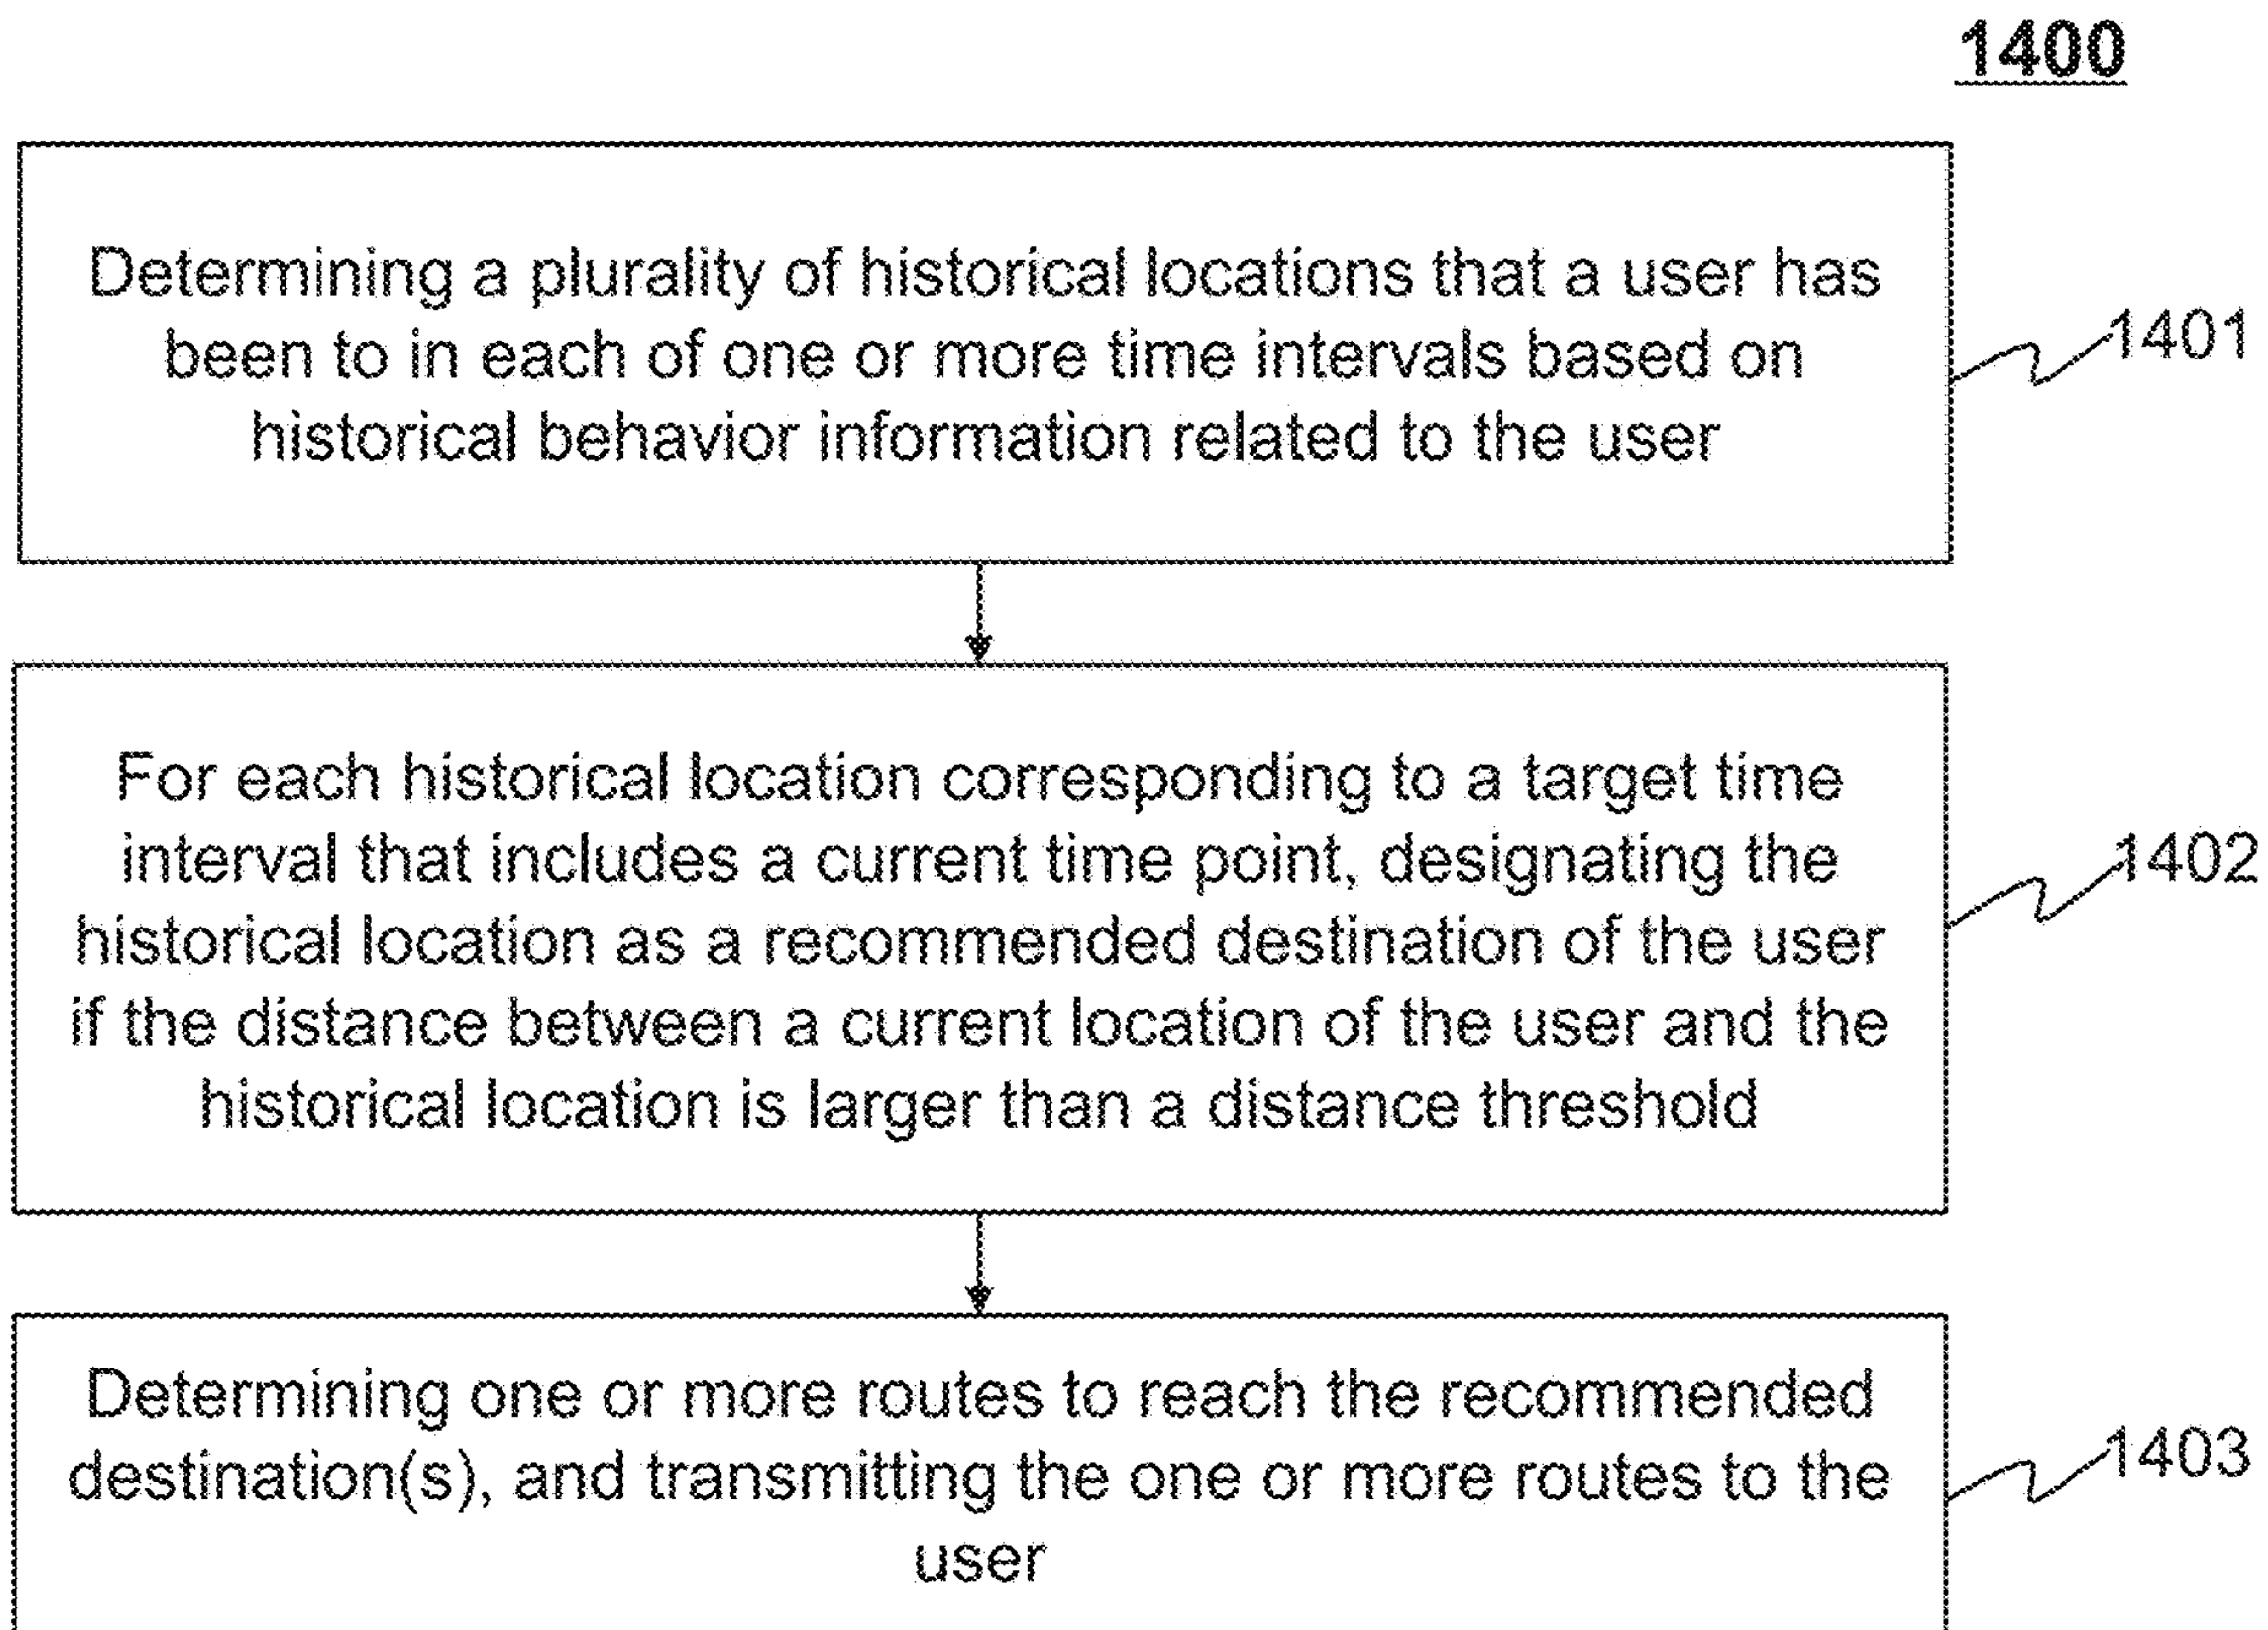 1400
Determining a plurality of historical locations that a user has
been to in each of one or more time intervals based on
historical behavior information related to the user
1401
For each historical location corresponding to a target time
interval that includes a current time point, designating the
historical location as a recommended destination of the user
if the distance between a current location of the user and the
historical location is larger than a distance threshold
1402
Determining one or more routes to reach the recommended
destination(s), and transmitting the one or more routes to the
user
1403